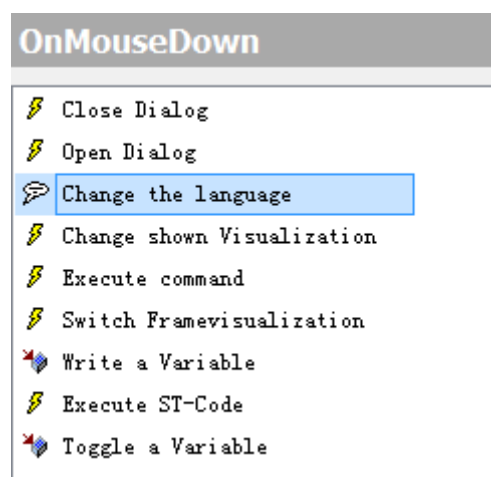 OnMouseDown
Close Dialog
Open Dialog
Change the language
Change shown Visualization
Execute command
Switch Framevisualization
Write a Variable
Execute ST-Code
Toggle a Variable